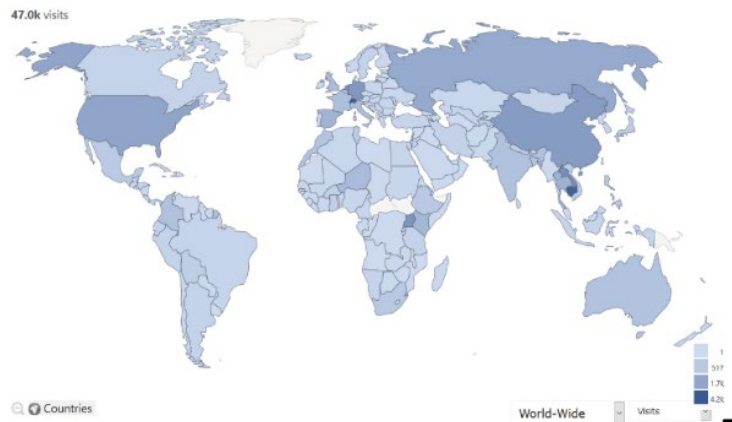 47.0k visits
1
517
1.7k
4.2k
Countries
World-Wide
Visits